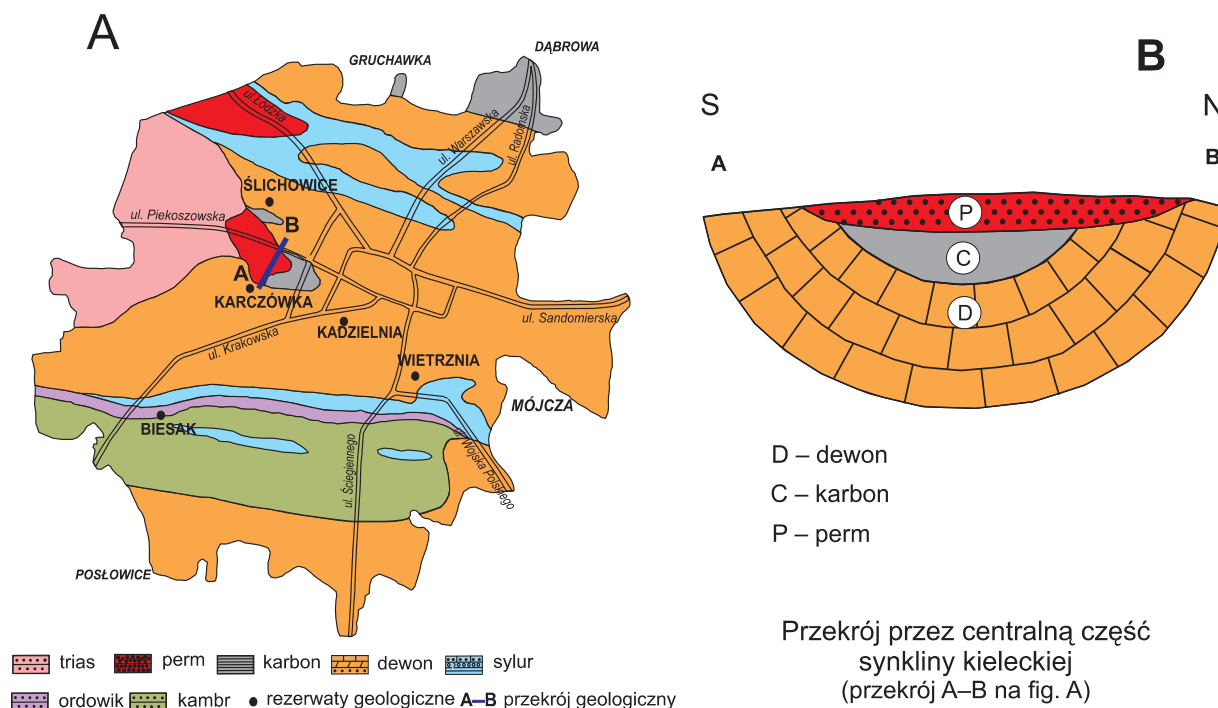 A
GRUCHAWKA
DĄBROWA
ul.Łódzka
ul. Warszawska
ul. Radomska
ŚLICHOWICE
ul. Piekoszowska
B
A
KARCZÓWKA
KADZIELNIA
ul. Sandomierska
ul. Krakowska
WIETRZNIA
MÓJCZA
BIESAK
ul. Ściegiennego
ul. Wojska Polskiego
POSŁOWICE
trias
perm
karbon
dewon
sylur
ordowik
kambr
rezerwaty geologiczne
A–B przekrój geologiczny
B
S
N
A
B
P
C
D
D – dewon
C – karbon
P – perm
Przekrój przez centralną część
synkliny kieleckiej
(przekrój A–B na fig. A)